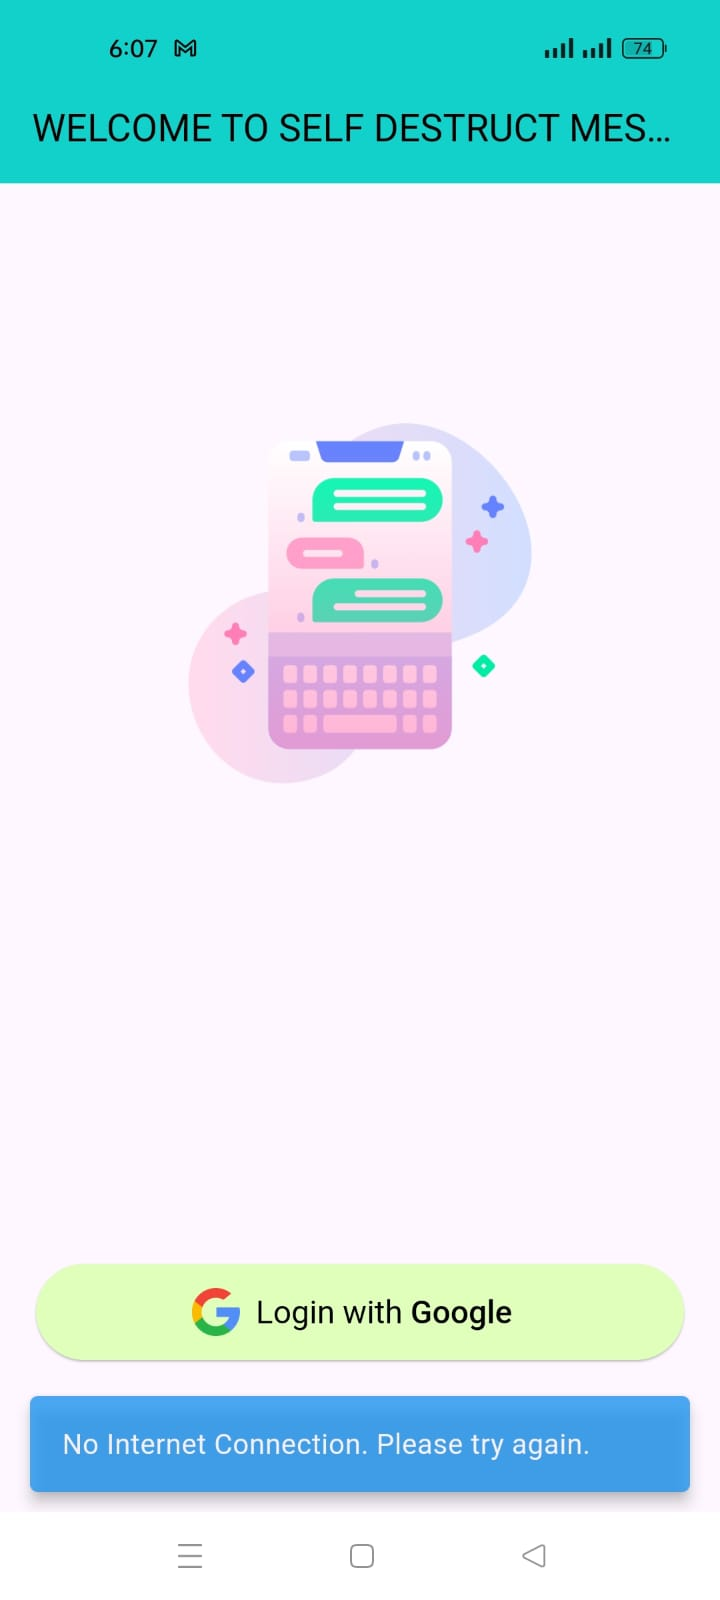 6:07
74
WELCOME TO SELF DESTRUCT MES...
Login with Google
No Internet Connection. Please try again.